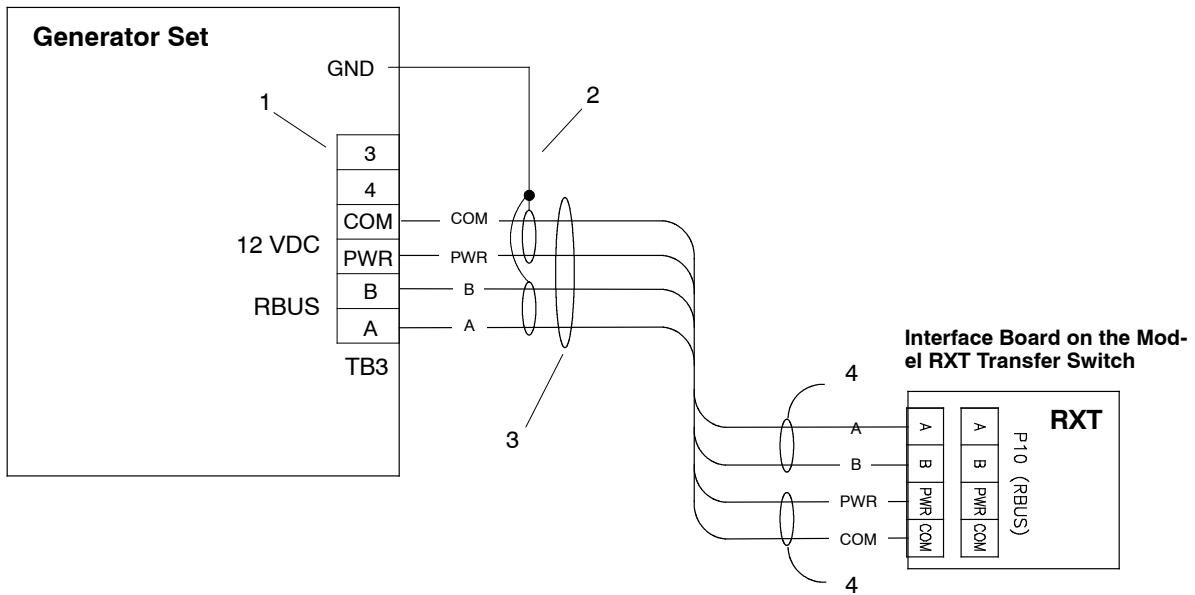 Generator Set
GND
1
2
3
4
COM
COM
12 VDC
PWR
PWR
RBUS
B
B
A
A
TB3
3
Interface Board on the Mod-
el RXT Transfer Switch
4
RXT
A
A
A
B
B
B
PWR
PWR
PWR
COM
COM
COM
P10 (RBUS)
4